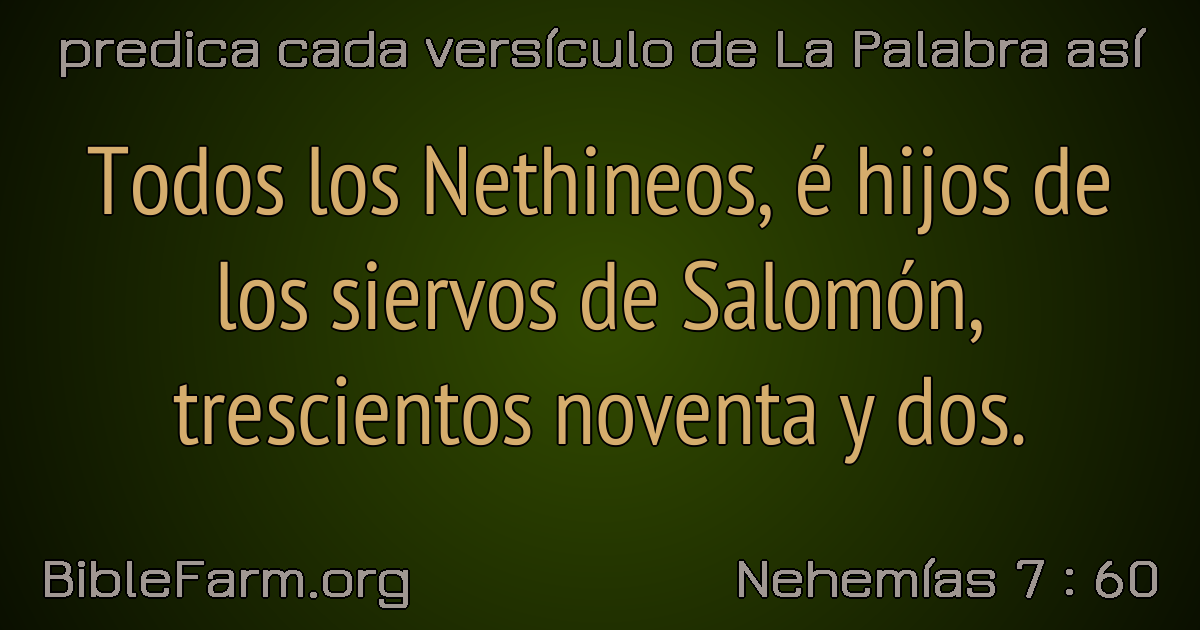 predica cada versículo de La Palabra así
Todos los Nethineos, é hijos de
los siervos de Salomón,
trescientos noventa y dos.
BibleFarm.org
Nehemías 7 : 60